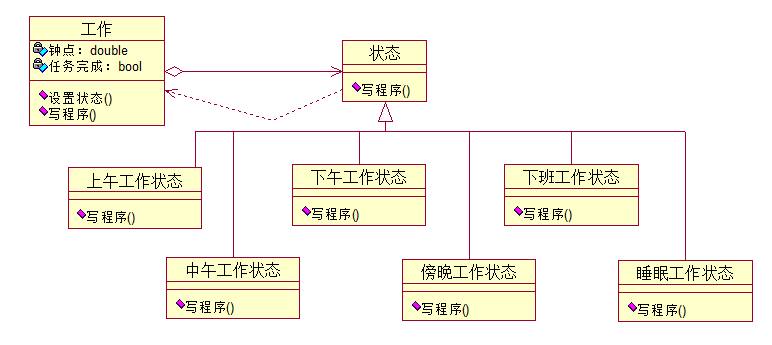 工作
钟点：double
任务完成：bool
设置状态()
写程序()
状态
写程序()
上午工作状态
写程序()
下午工作状态
写程序()
下班工作状态
写程序()
中午工作状态
写程序()
傍晚工作状态
写程序()
睡眠工作状态
写程序()